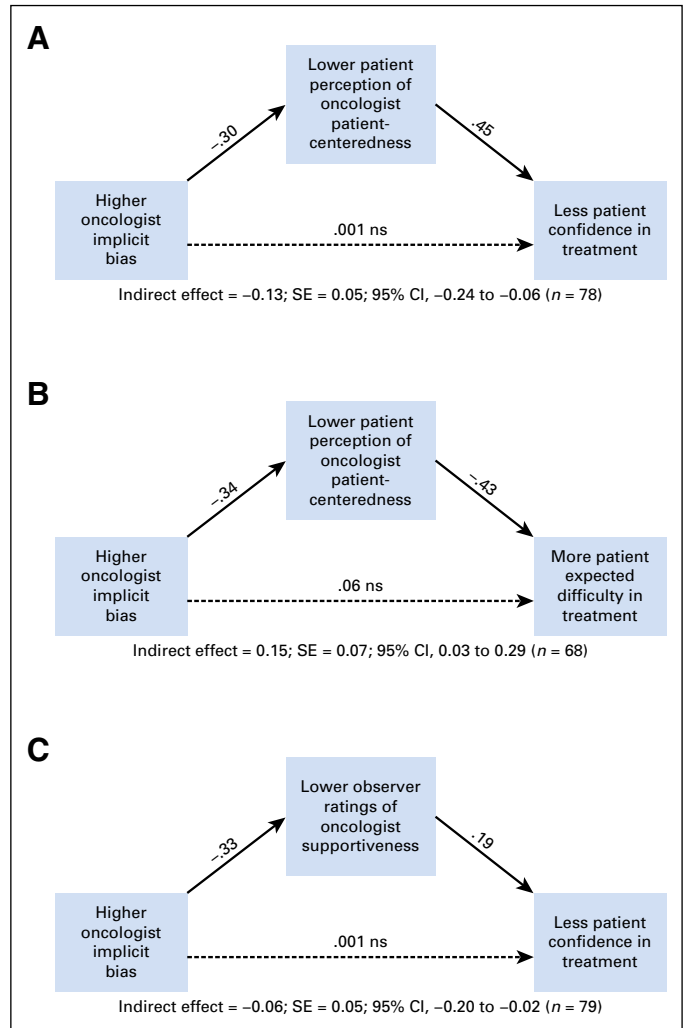 A
Lower patient
perception of
oncologist
patient-
centeredness
–.30
.45
Higher
oncologist
implicit
bias
.001 ns
Less patient
confidence in
treatment
Indirect effect = –0.13; SE = 0.05; 95% CI, –0.24 to –0.06 (n = 78)
B
Lower patient
perception of
oncologist
patient-
centeredness
–.34
–.43
Higher
oncologist
implicit
bias
.06 ns
More patient
expected
difficulty in
treatment
Indirect effect = 0.15; SE = 0.07; 95% CI, 0.03 to 0.29 (n = 68)
C
Lower observer
ratings of
oncologist
supportiveness
–.33
.19
Higher
oncologist
implicit
bias
.001 ns
Less patient
confidence in
treatment
Indirect effect = –0.06; SE = 0.05; 95% CI, –0.20 to –0.02 (n = 79)